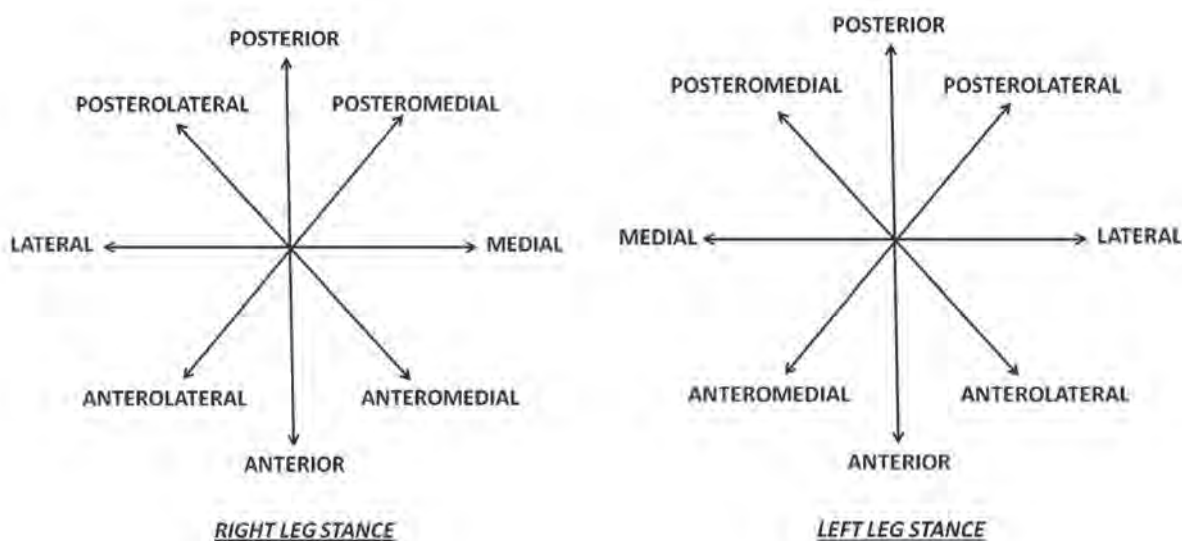 POSTERIOR
POSTEROLATERAL
POSTEROMEDIAL
LATERAL
MEDIAL
ANTEROLATERAL
ANTEROMEDIAL
ANTERIOR
RIGHT LEG STANCE
POSTERIOR
POSTEROMEDIAL
POSTEROLATERAL
MEDIAL
LATERAL
ANTEROMEDIAL
ANTEROLATERAL
ANTERIOR
LEFT LEG STANCE